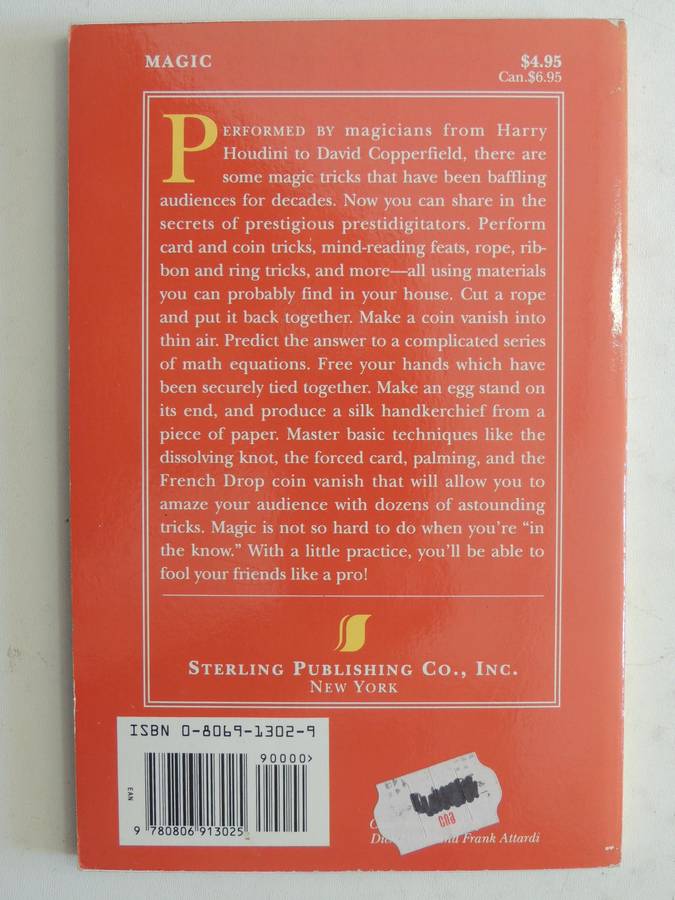 MAGIC
$4.95
Can.$6.95
PERFORMED BY magicians from Harry
Houdini to David Copperfield, there are
some magic tricks that have been baffling
audiences for decades. Now you can share in the
secrets of prestigious prestidigitators. Perform
card and coin tricks, mind-reading feats, rope, rib-
bon and ring tricks, and more—all using materials
you can probably find in your house. Cut a rope
and put it back together. Make a coin vanish into
thin air. Predict the answer to a complicated series
of math equations. Free your hands which have
been securely tied together. Make an egg stand on
its end, and produce a silk handkerchief from a
piece of paper. Master basic techniques like the
dissolving knot, the forced card, palming, and the
French Drop coin vanish that will allow you to
amaze your audience with dozens of astounding
tricks. Magic is not so hard to do when you're “in
the know.” With a little practice, you'll be able to
fool your friends like a pro!
STERLING PUBLISHING CO., INC.
NEW YORK
ISBN 0-8069-1302-9
90000>
EAN
9 780806 913025
Frank Attardi